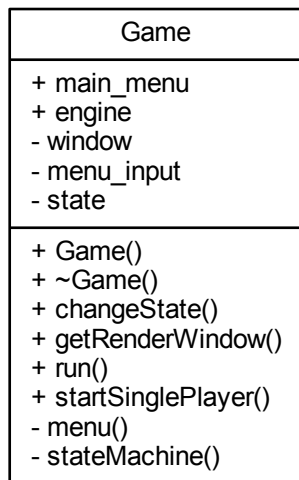 Game
+ main_menu
+ engine
- window
- menu_input
- state
+ Game()
+ ~Game()
+ changeState()
+ getRenderWindow()
+ run()
+ startSinglePlayer()
- menu()
- stateMachine()